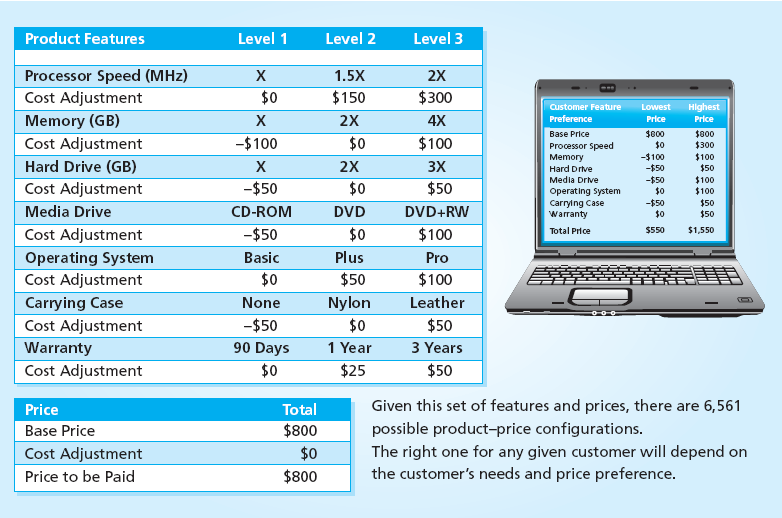 Product Features Level 1 Level 2 Level 3
Processor Speed (MHz) X 1.5X 2X
Cost Adjustment $0 $150 $300
Memory (GB) X 2X 4X
Cost Adjustment –$100 $0 $100
Hard Drive (GB) X 2X 3X
Cost Adjustment –$50 $0 $50
Media Drive CD-ROM DVD DVD+RW
Cost Adjustment –$50 $0 $100
Operating System Basic Plus Pro
Cost Adjustment $0 $50 $100
Carrying Case None Nylon Leather
Cost Adjustment –$50 $0 $50
Warranty 90 Days 1 Year 3 Years
Cost Adjustment $0 $25 $50
Customer Feature Lowest Highest
Preference Price Price
Base Price $800 $800
Processor Speed $0 $300
Memory –$100 $100
Hard Drive –$50 $50
Media Drive –$50 $100
Operating System $0 $100
Carrying Case –$50 $50
Warranty $0 $50
Total Price $550 $1,550
Price Total
Base Price $800
Cost Adjustment $0
Price to be Paid $800
Given this set of features and prices, there are 6,561
possible product–price configurations.
The right one for any given customer will depend on
the customer's needs and price preference.